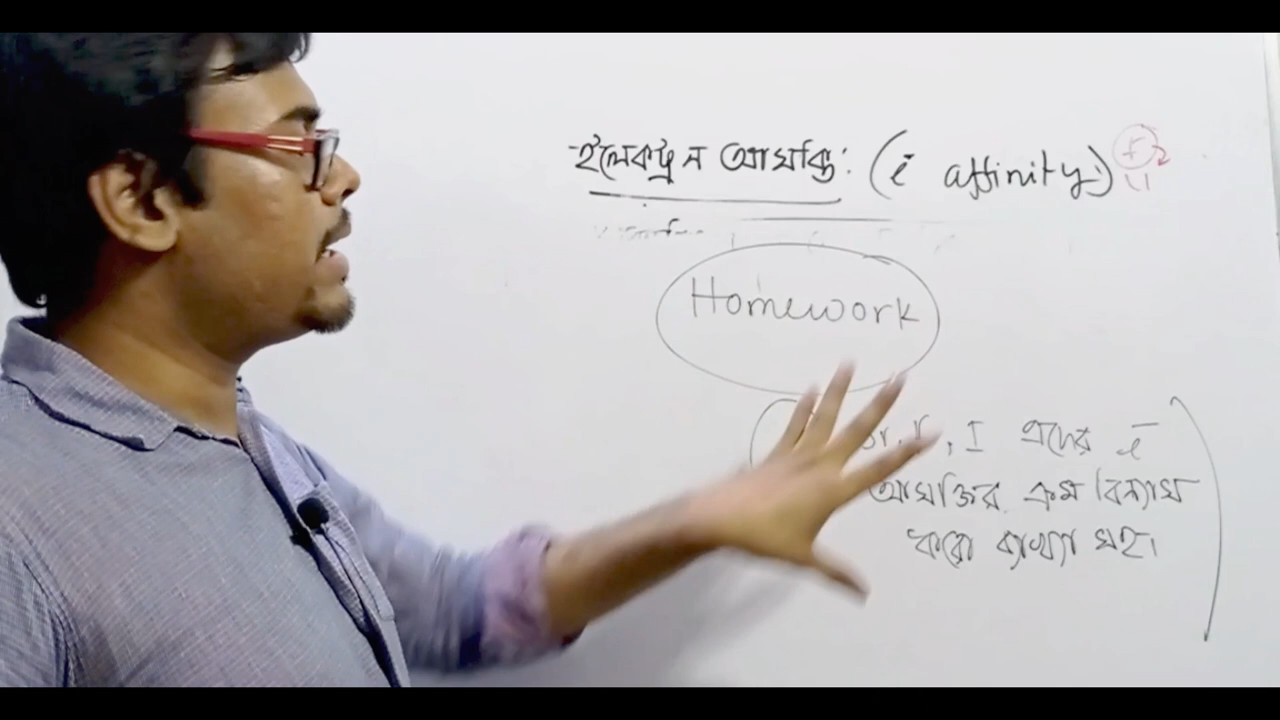 ইলেকট্রন আসক্তি: (ē affinity)
Homework
, I এদের ē
আসক্তির ক্রম বিন্যাস
করো ব্যাখ্যা সহ।